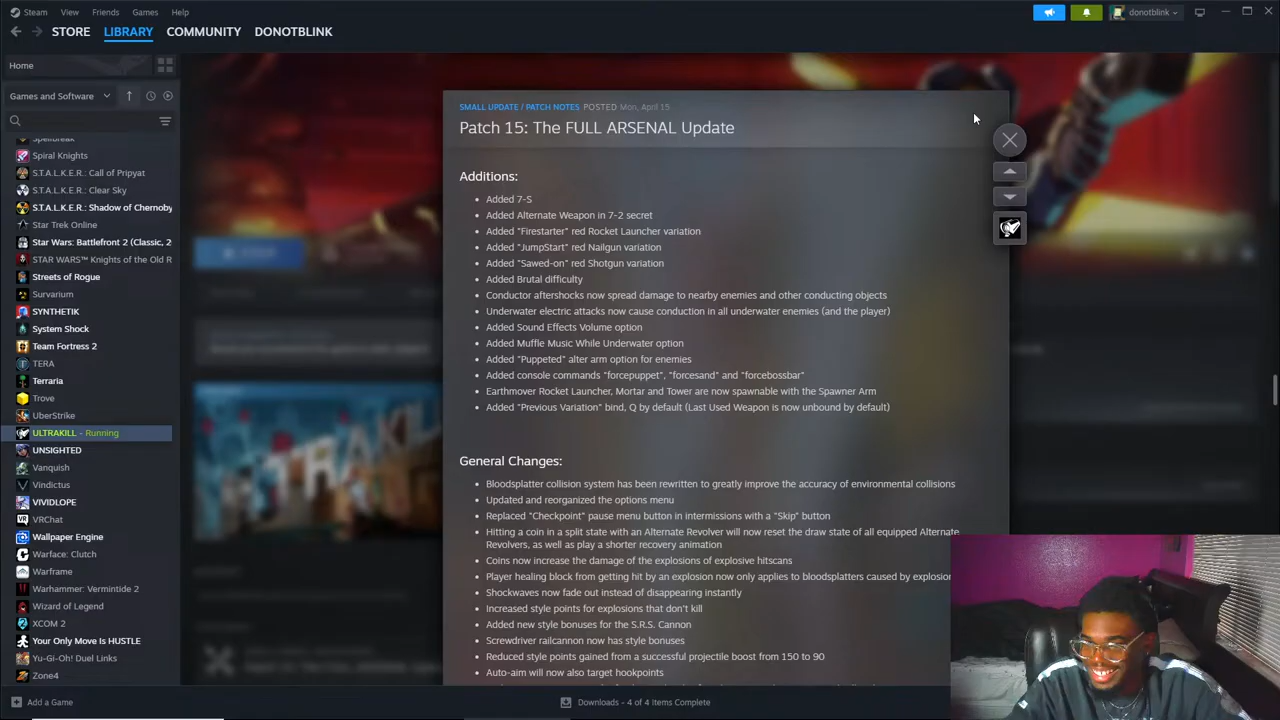 Steam View Friends Games Help donotblink
STORE LIBRARY COMMUNITY DONOTBLINK
Home
Games and Software
Spellbreak
Spiral Knights
S.T.A.L.K.E.R.: Call of Pripyat
S.T.A.L.K.E.R.: Clear Sky
S.T.A.L.K.E.R.: Shadow of Chernoby
Star Trek Online
Star Wars: Battlefront 2 (Classic, 2
STAR WARS™ Knights of the Old R
Streets of Rogue
Survarium
SYNTHETIK
System Shock
Team Fortress 2
TERA
Terraria
Trove
UberStrike
ULTRAKILL - Running
UNSIGHTED
Vanquish
Vindictus
VIVIDLOPE
VRChat
Wallpaper Engine
Warface: Clutch
Warframe
Warhammer: Vermintide 2
Wizard of Legend
XCOM 2
Your Only Move Is HUSTLE
Yu-Gi-Oh! Duel Links
Zone4
Add a Game
SMALL UPDATE / PATCH NOTES POSTED Mon, April 15
Patch 15: The FULL ARSENAL Update
Additions:
Added 7-S
Added Alternate Weapon in 7-2 secret
Added "Firestarter" red Rocket Launcher variation
Added "JumpStart" red Nailgun variation
Added "Sawed-on" red Shotgun variation
Added Brutal difficulty
Conductor aftershocks now spread damage to nearby enemies and other conducting objects
Underwater electric attacks now cause conduction in all underwater enemies (and the player)
Added Sound Effects Volume option
Added Muffle Music While Underwater option
Added "Puppeted" alter arm option for enemies
Added console commands "forcepuppet", "forcesand" and "forcebossbar"
Earthmover Rocket Launcher, Mortar and Tower are now spawnable with the Spawner Arm
Added "Previous Variation" bind, Q by default (Last Used Weapon is now unbound by default)
General Changes:
Bloodsplatter collision system has been rewritten to greatly improve the accuracy of environmental collisions
Updated and reorganized the options menu
Replaced "Checkpoint" pause menu button in intermissions with a "Skip" button
Hitting a coin in a split state with an Alternate Revolver will now reset the draw state of all equipped Alternate
Revolvers, as well as play a shorter recovery animation
Coins now increase the damage of the explosions of explosive hitscans
Player healing block from getting hit by an explosion now only applies to bloodsplatters caused by explosion
Shockwaves now fade out instead of disappearing instantly
Increased style points for explosions that don't kill
Added new style bonuses for the S.R.S. Cannon
Screwdriver railcannon now has style bonuses
Reduced style points gained from a successful projectile boost from 150 to 90
Auto-aim will now also target hookpoints
Downloads - 4 of 4 Items Complete